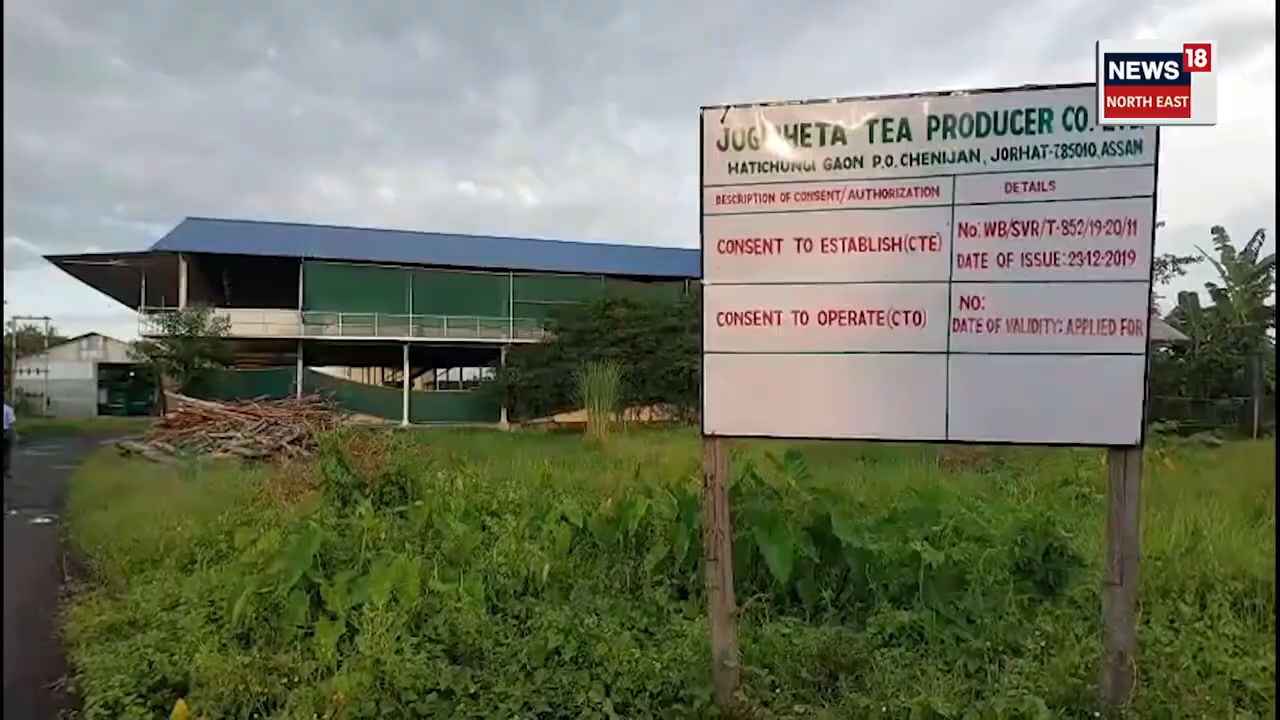 NEWS 18
NORTH EAST
TEA PRODUCER CO.
HATICHUNGI GAON P.O. CHENIJAN, JORHAT-785010, ASSAM
DESCRIPTION OF CONSENT/AUTHORIZATION
DETAILS
CONSENT TO ESTABLISH(CTE)
No: WB/SVR/T-852/19-20/11
DATE OF ISSUE:23-12-2019
CONSENT TO OPERATE(CTO)
NO:
DATE OF VALIDITY: APPLIED FOR